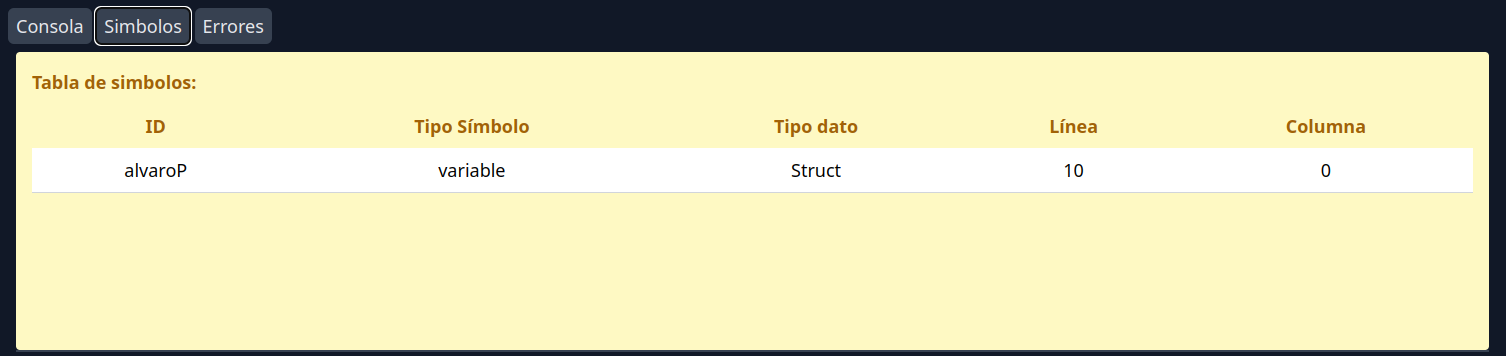 Consola Simbolos Errores
Tabla de simbolos:
ID Tipo Símbolo Tipo dato Línea Columna
alvaroP variable Struct 10 0